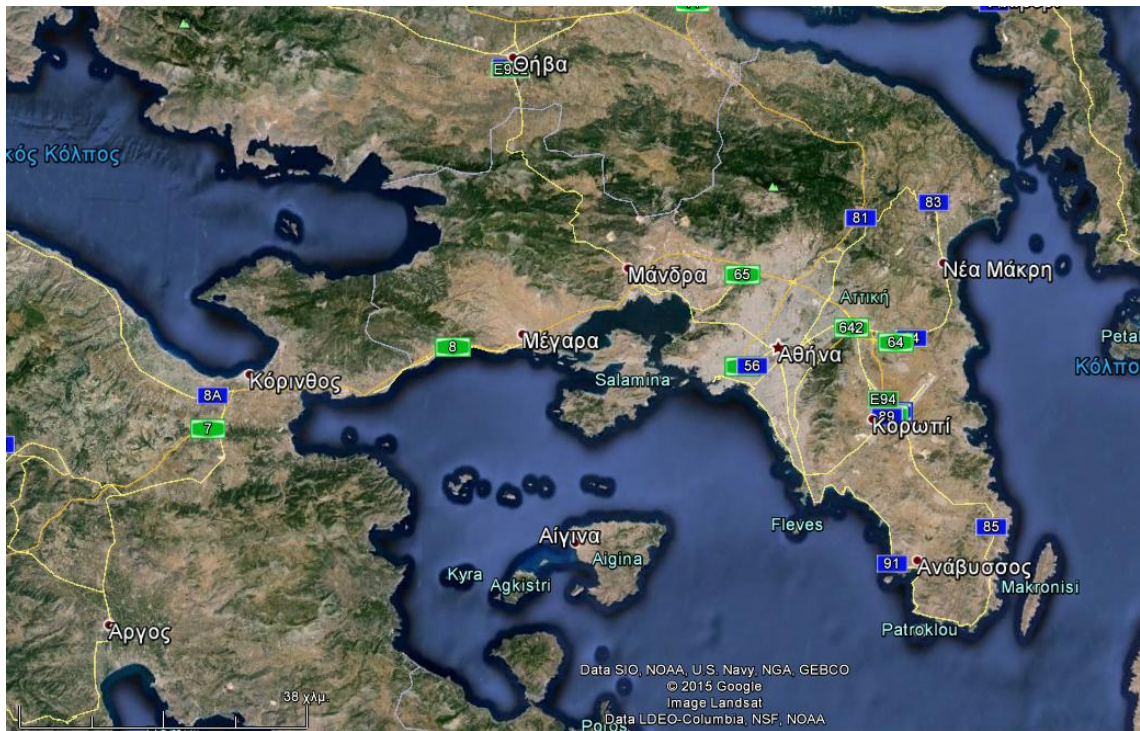 Θήβα
κός Κόλπος
83
81
65
Μάνδρα
Νέα Μάκρη
Αττική
642
64
8
Μέγαρα
Αθήνα
56
Salamina
Κόρινθος
8A
7
Κόλπο
E94
89
Κορωπί
Fleves
85
Αίγινα
Aigina
Kyra
Agkistri
91
Ανάβυσσος
Makronisi
Patroklou
Άργος
38 χλμ.
Data SIO, NOAA, U.S. Navy, NGA, GEBCO
© 2015 Google
Image Landsat
Data LDEO-Columbia, NSF, NOAA
Poros